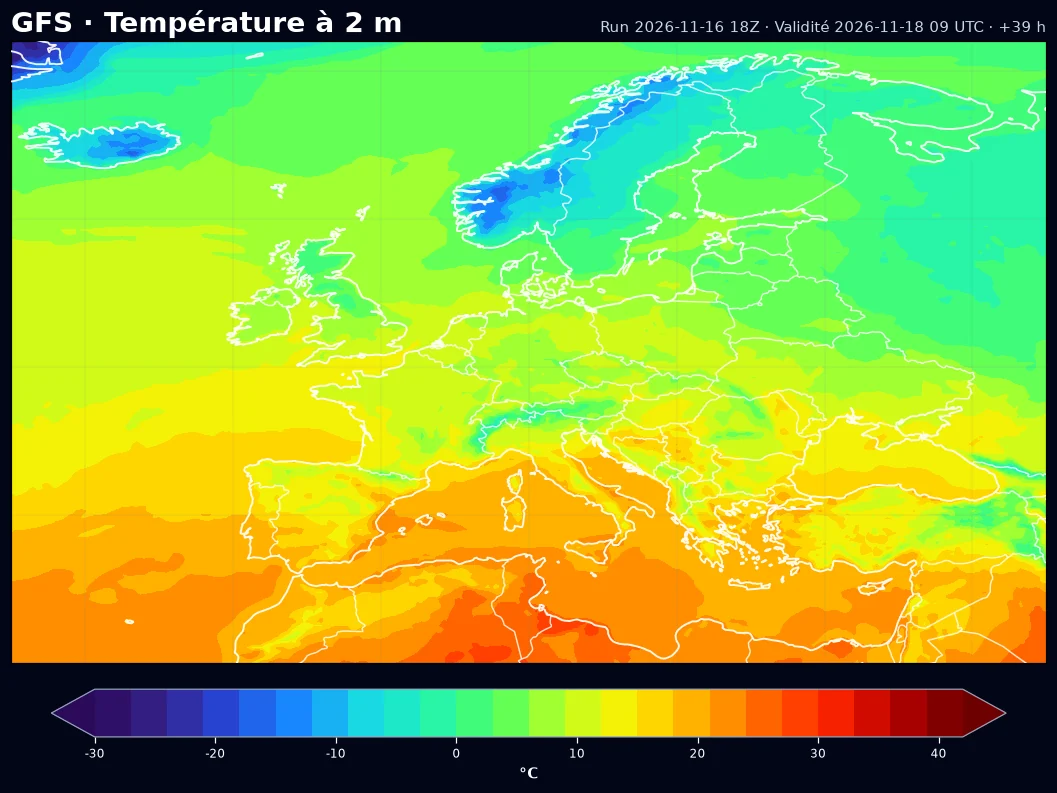 GFS · Température à 2 m
Run 2026-11-16 18Z · Validité 2026-11-18 09 UTC · +39 h
-30 -20 -10 0 10 20 30 40
°C